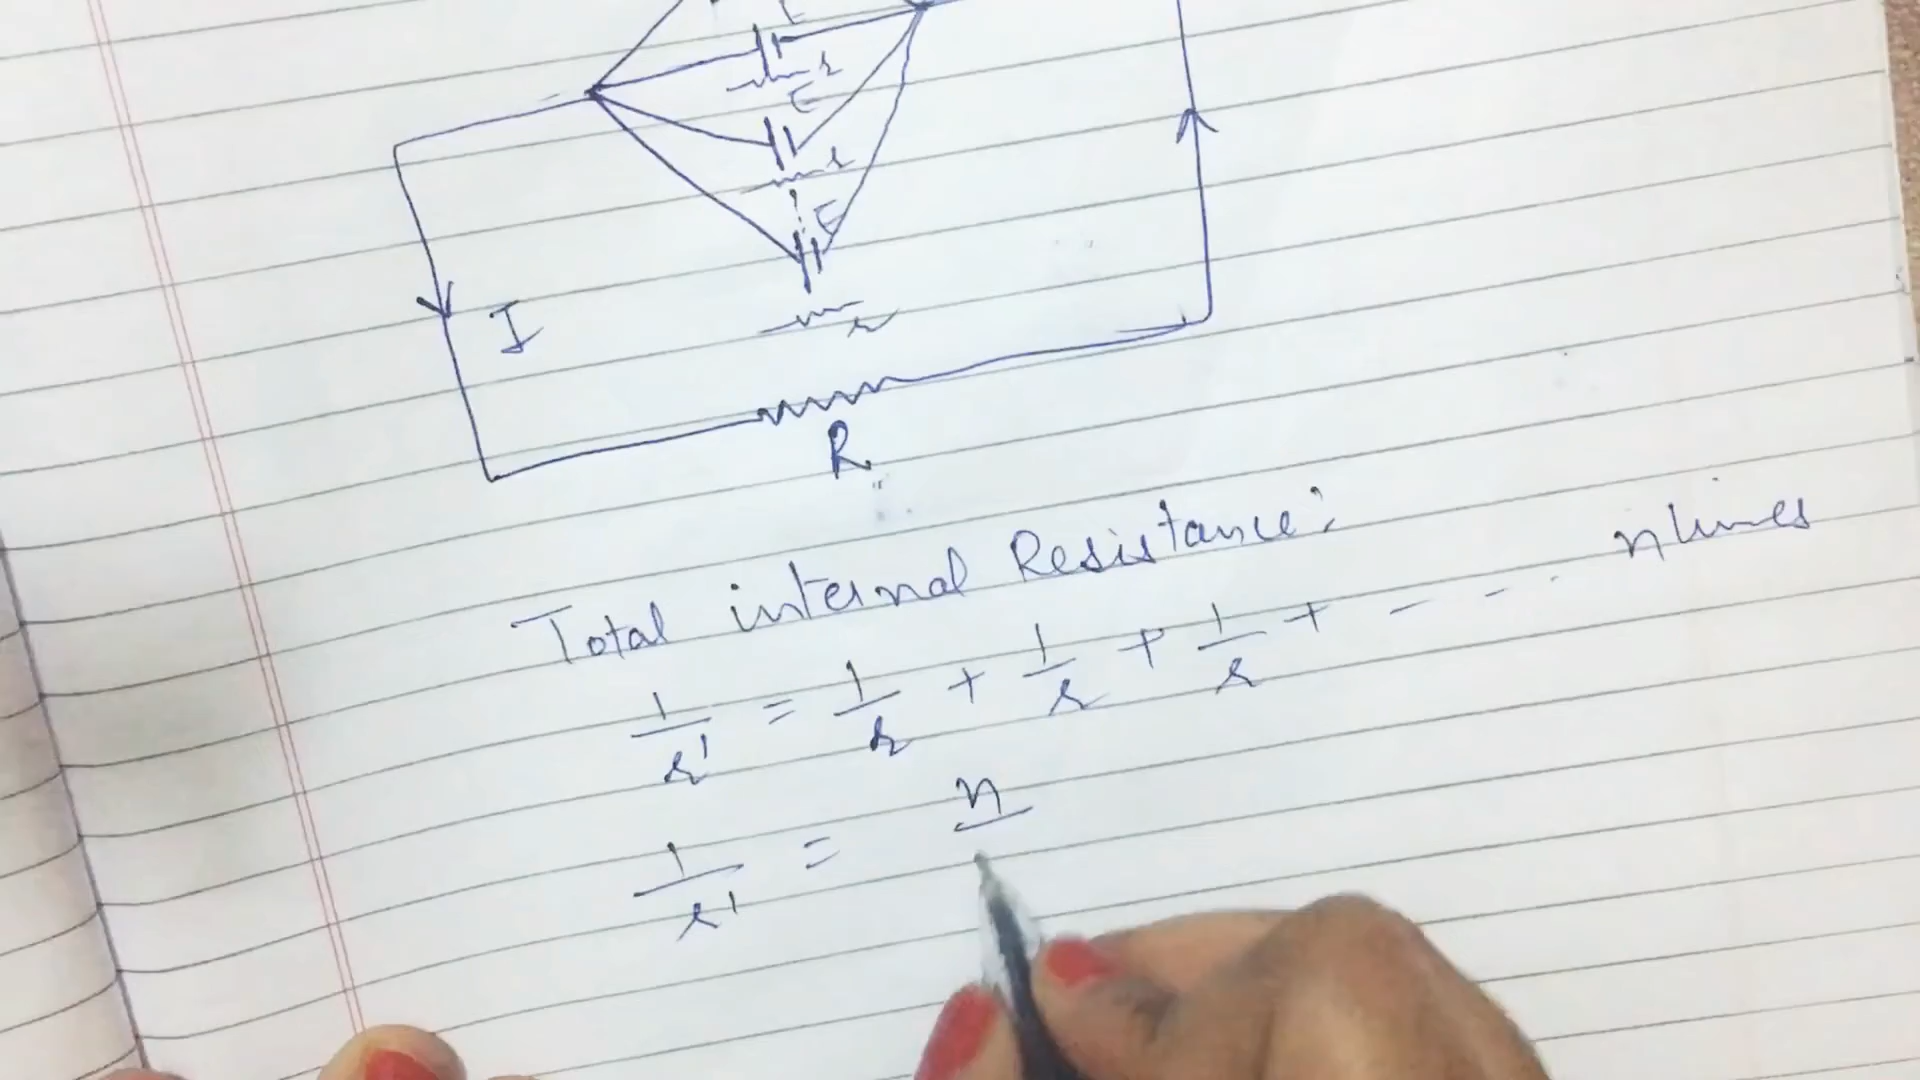 E
r
E
r
E
r
I
R
Total internal Resistance:
1/r' = 1/r + 1/r + 1/r + - - - n times
1/r' = n